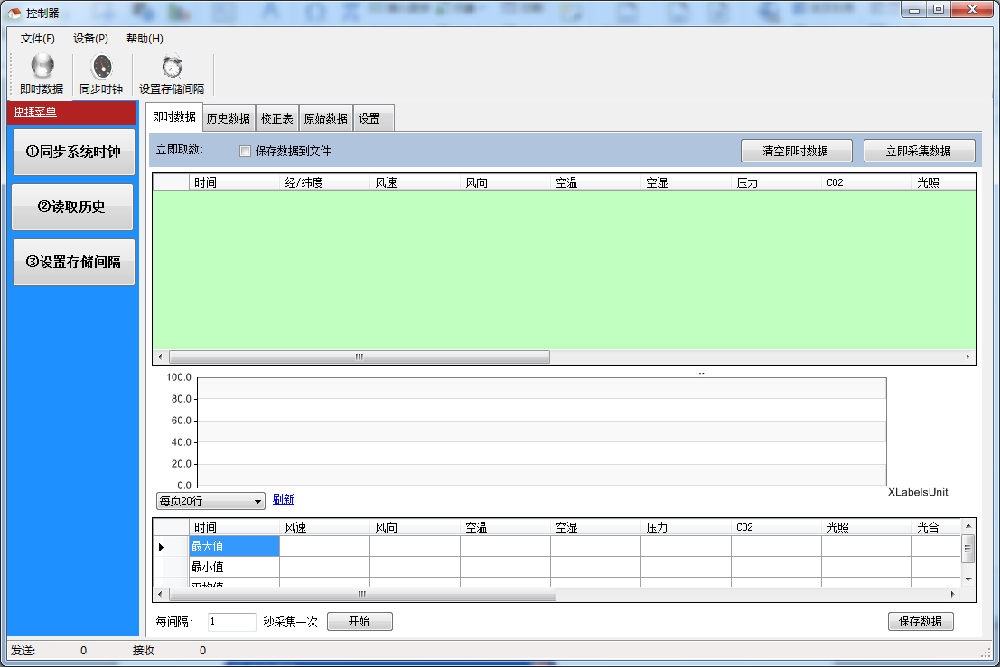 控制器
文件(F) 设备(P) 帮助(H)
即时数据 同步时钟 设置存储间隔
快捷菜单
①同步系统时钟
②读取历史
③设置存储间隔
即时数据 历史数据 校正表 原始数据 设置
立即取数: 保存数据到文件 清空即时数据 立即采集数据
时间 经/纬度 风速 风向 空温 空湿 压力 CO2 光照
100.0
80.0
60.0
40.0
20.0
0.0
XLabelsUnit
每页20行 刷新
时间 风速 风向 空温 空湿 压力 CO2 光照 光合
最大值
最小值
平均值
每间隔: 1 秒采集一次 开始 保存数据
发送: 0 接收 0